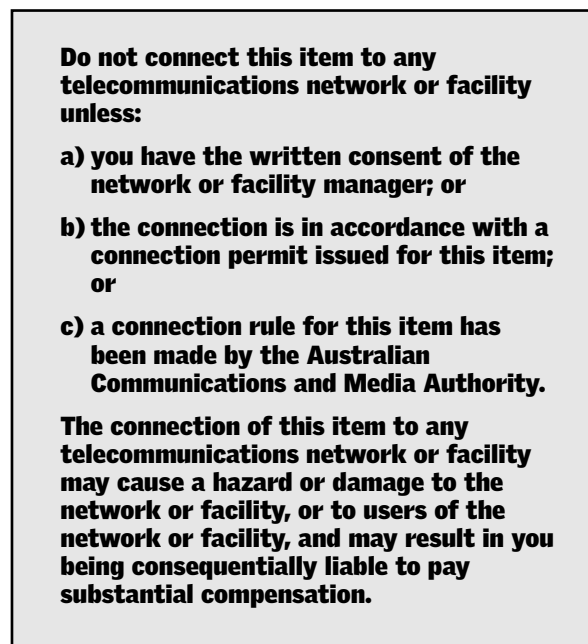 Do not connect this item to any
telecommunications network or facility
unless:
a) you have the written consent of the
network or facility manager; or
b) the connection is in accordance with a
connection permit issued for this item;
or
c) a connection rule for this item has
been made by the Australian
Communications and Media Authority.
The connection of this item to any
telecommunications network or facility
may cause a hazard or damage to the
network or facility, or to users of the
network or facility, and may result in you
being consequentially liable to pay
substantial compensation.